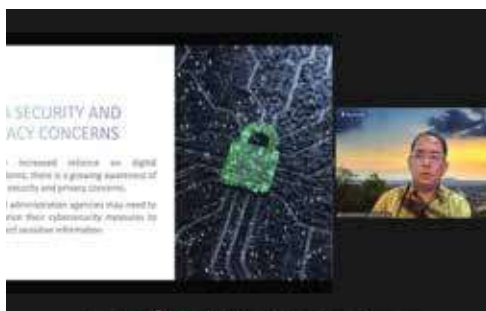 SECURITY AND
ACY CONCERNS
increased reliance on digital
there is a growing awareness of
security and privacy concerns.
administration agencies may need to
their cybersecurity measures to
sensitive information.